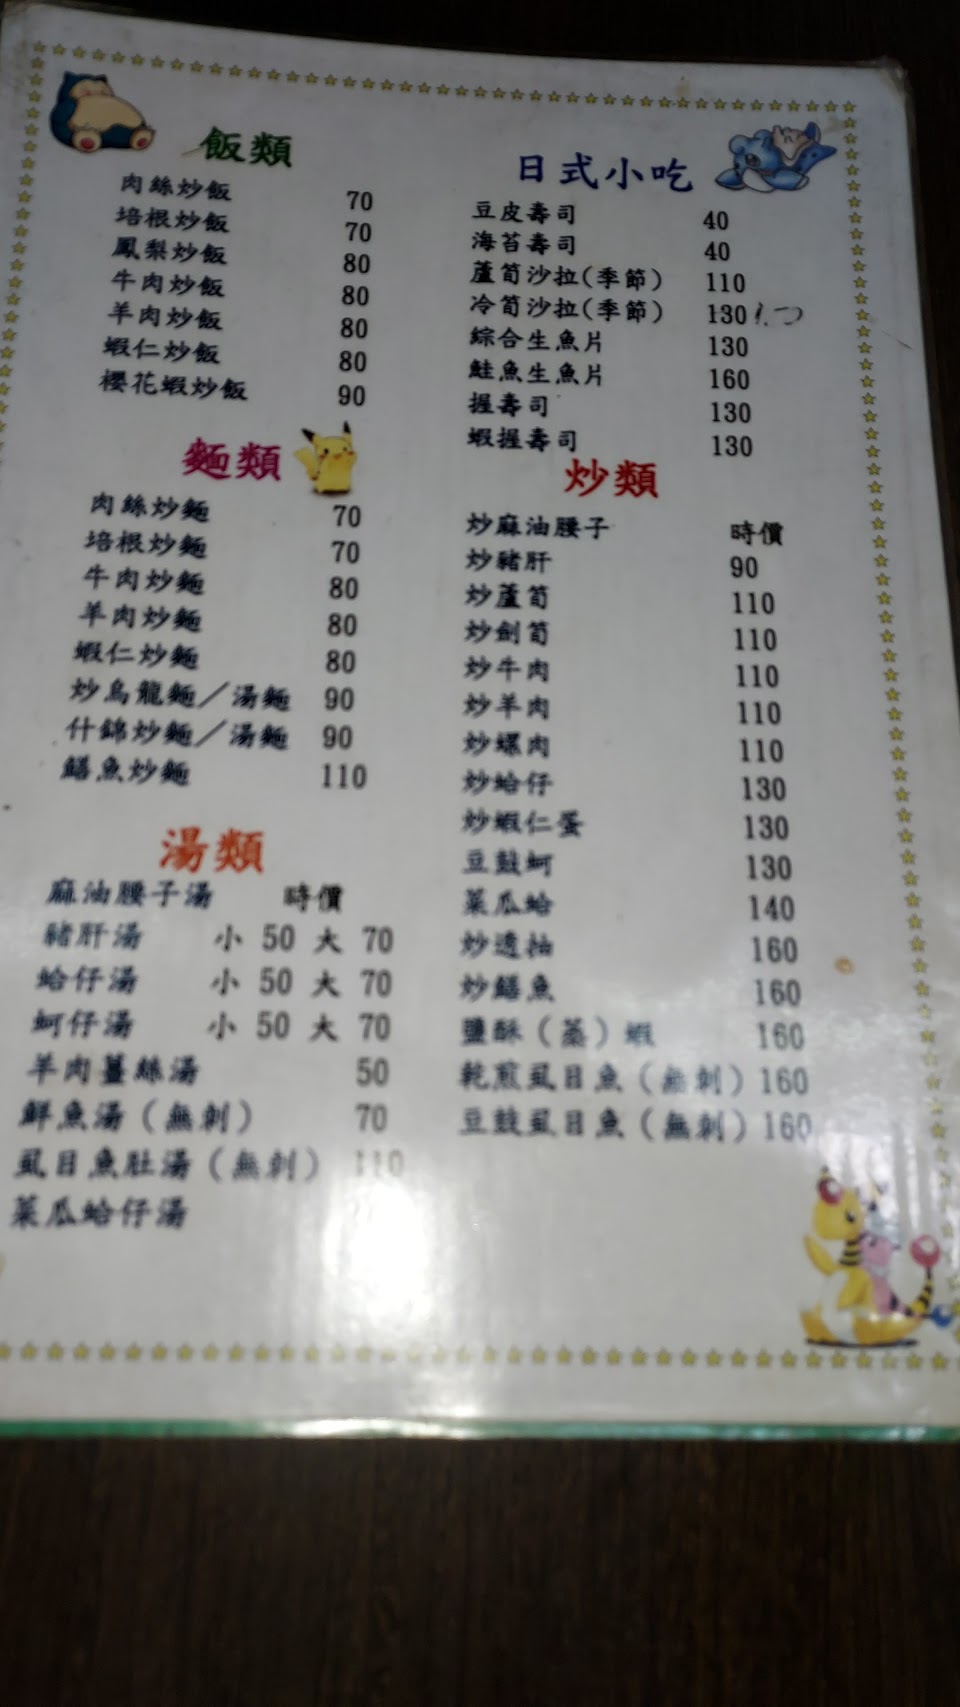 飯類
肉絲炒飯 70
培根炒飯 70
鳳梨炒飯 80
牛肉炒飯 80
羊肉炒飯 80
蝦仁炒飯 80
櫻花蝦炒飯 90
麵類
肉絲炒麵 70
培根炒麵 70
牛肉炒麵 80
羊肉炒麵 80
蝦仁炒麵 80
炒烏龍麵／湯麵 90
什錦炒麵／湯麵 90
鱔魚炒麵 110
湯類
麻油腰子湯 時價
豬肝湯 小 50 大 70
蛤仔湯 小 50 大 70
蚵仔湯 小 50 大 70
羊肉薑絲湯 50
鮮魚湯（無刺） 70
虱目魚肚湯（無刺） 110
菜瓜蛤仔湯
日式小吃
豆皮壽司 40
海苔壽司 40
蘆筍沙拉(季節) 110
冷筍沙拉(季節) 130
綜合生魚片 130
鮭魚生魚片 160
握壽司 130
蝦握壽司 130
炒類
炒麻油腰子 時價
炒豬肝 90
炒蘆筍 110
炒劍筍 110
炒牛肉 110
炒羊肉 110
炒螺肉 110
炒蛤仔 130
炒蝦仁蛋 130
豆鼓蚵 130
菜瓜蛤 140
炒透抽 160
炒鱔魚 160
鹽酥（蒸）蝦 160
乾煎虱目魚（無刺）160
豆鼓虱目魚（無刺）160